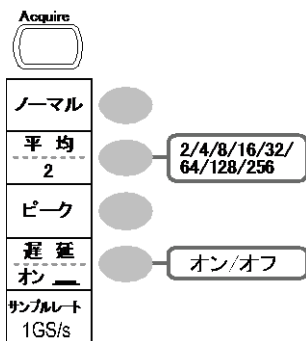 Acquire
ノーマル
平 均
2
2/4/8/16/32/
64/128/256
ピーク
遅 延
オン
オン/オフ
サンプルレート
1GS/s